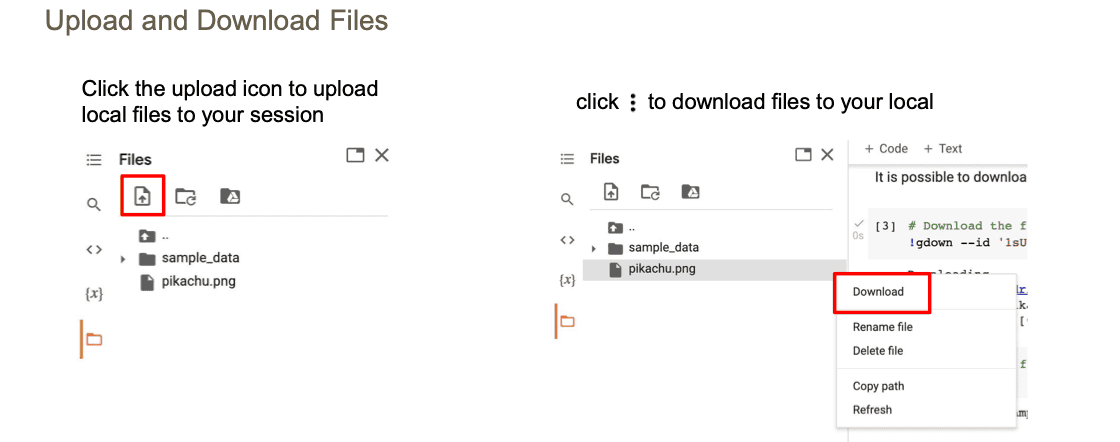 Upload and Download Files
Click the upload icon to upload
local files to your session
Files
..
sample_data
pikachu.png
{x}
click ⋮ to download files to your local
Files
..
sample_data
pikachu.png
{x}
+ Code + Text
It is possible to downloa
[3] # Download the f
0s
!gdown --id '1sU
Download
Rename file
Delete file
Copy path
Refresh